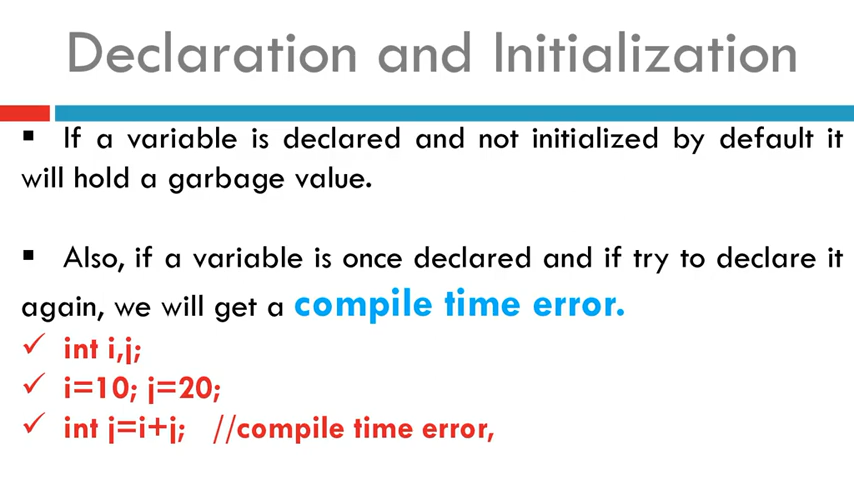 Declaration and Initialization
▪ If a variable is declared and not initialized by default it
will hold a garbage value.
▪ Also, if a variable is once declared and if try to declare it
again, we will get a compile time error.
✓ int i,j;
✓ i=10; j=20;
✓ int j=i+j; //compile time error,